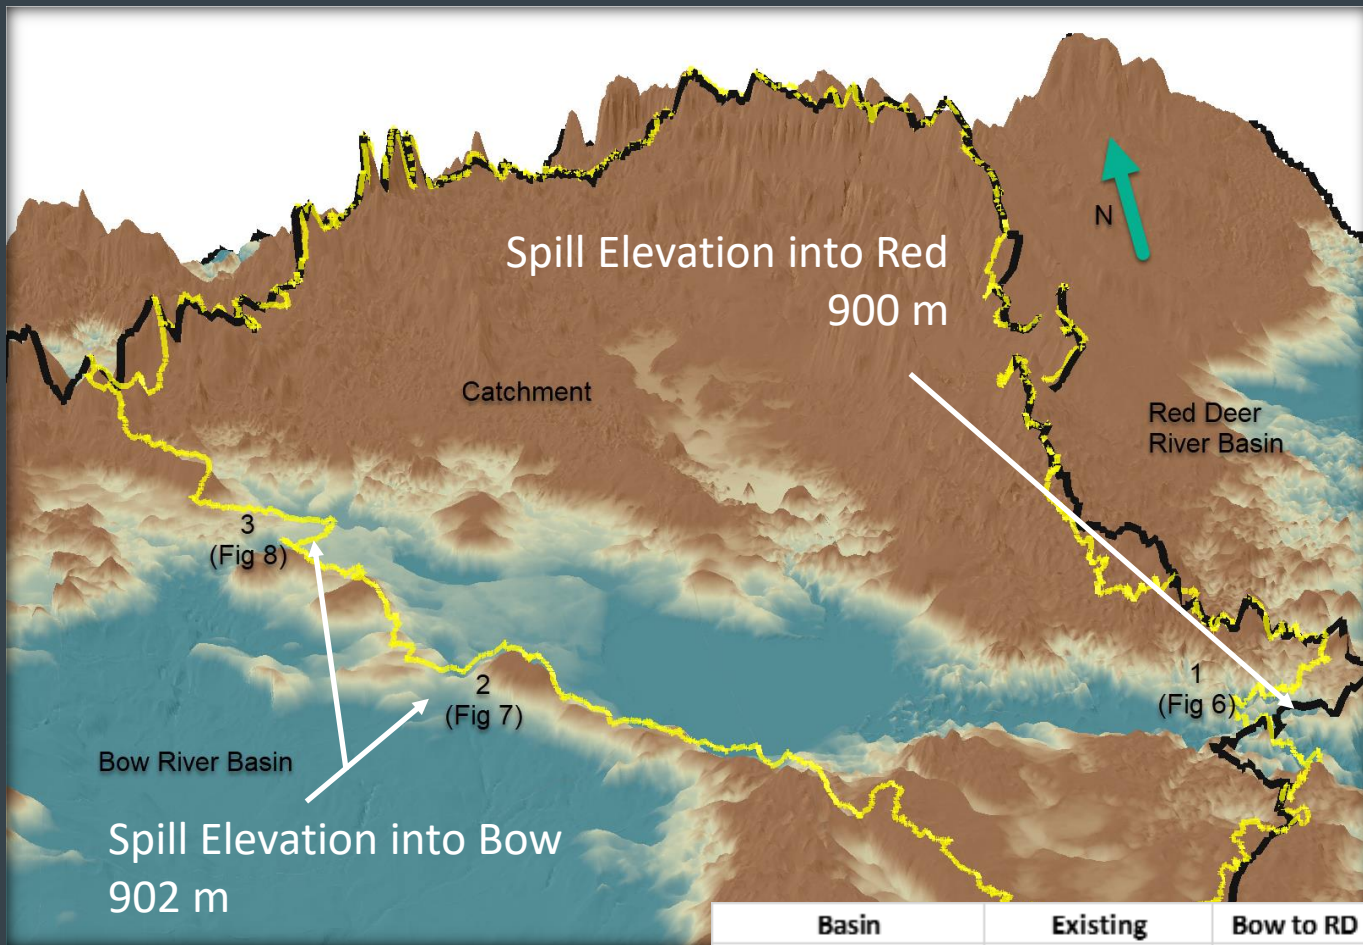 N
Spill Elevation into Red
900 m
Catchment
Red Deer
River Basin
3
(Fig 8)
1
(Fig 6)
2
(Fig 7)
Bow River Basin
Spill Elevation into Bow
902 m
Basin Existing Bow to RD